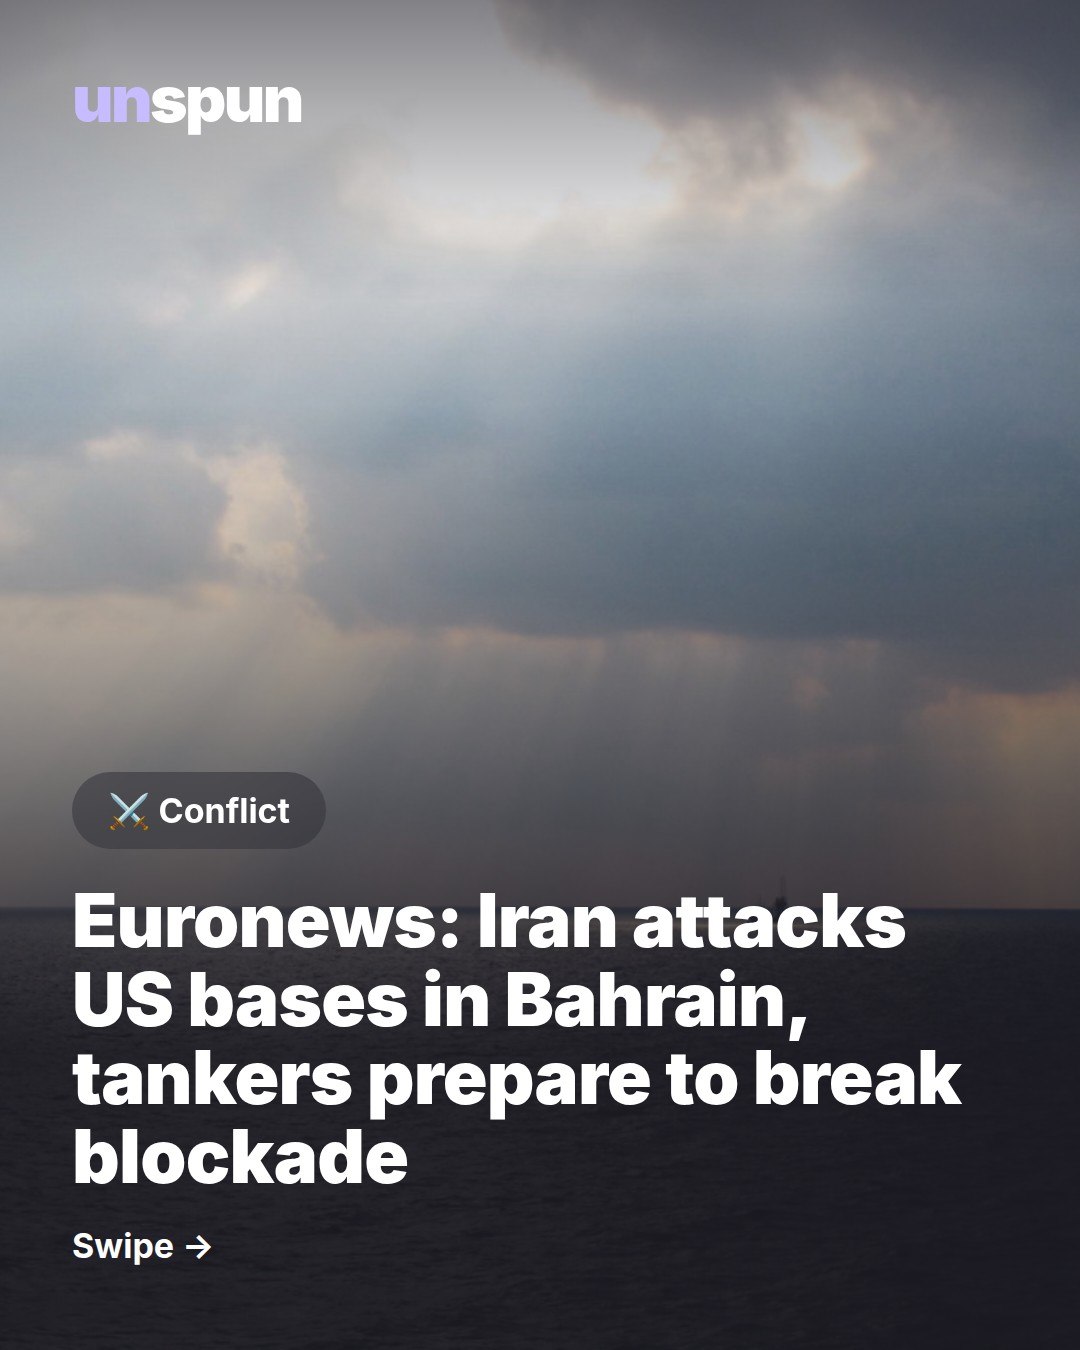 unspun
⚔️ Conflict
Euronews: Iran attacks
US bases in Bahrain,
tankers prepare to break
blockade
Swipe →